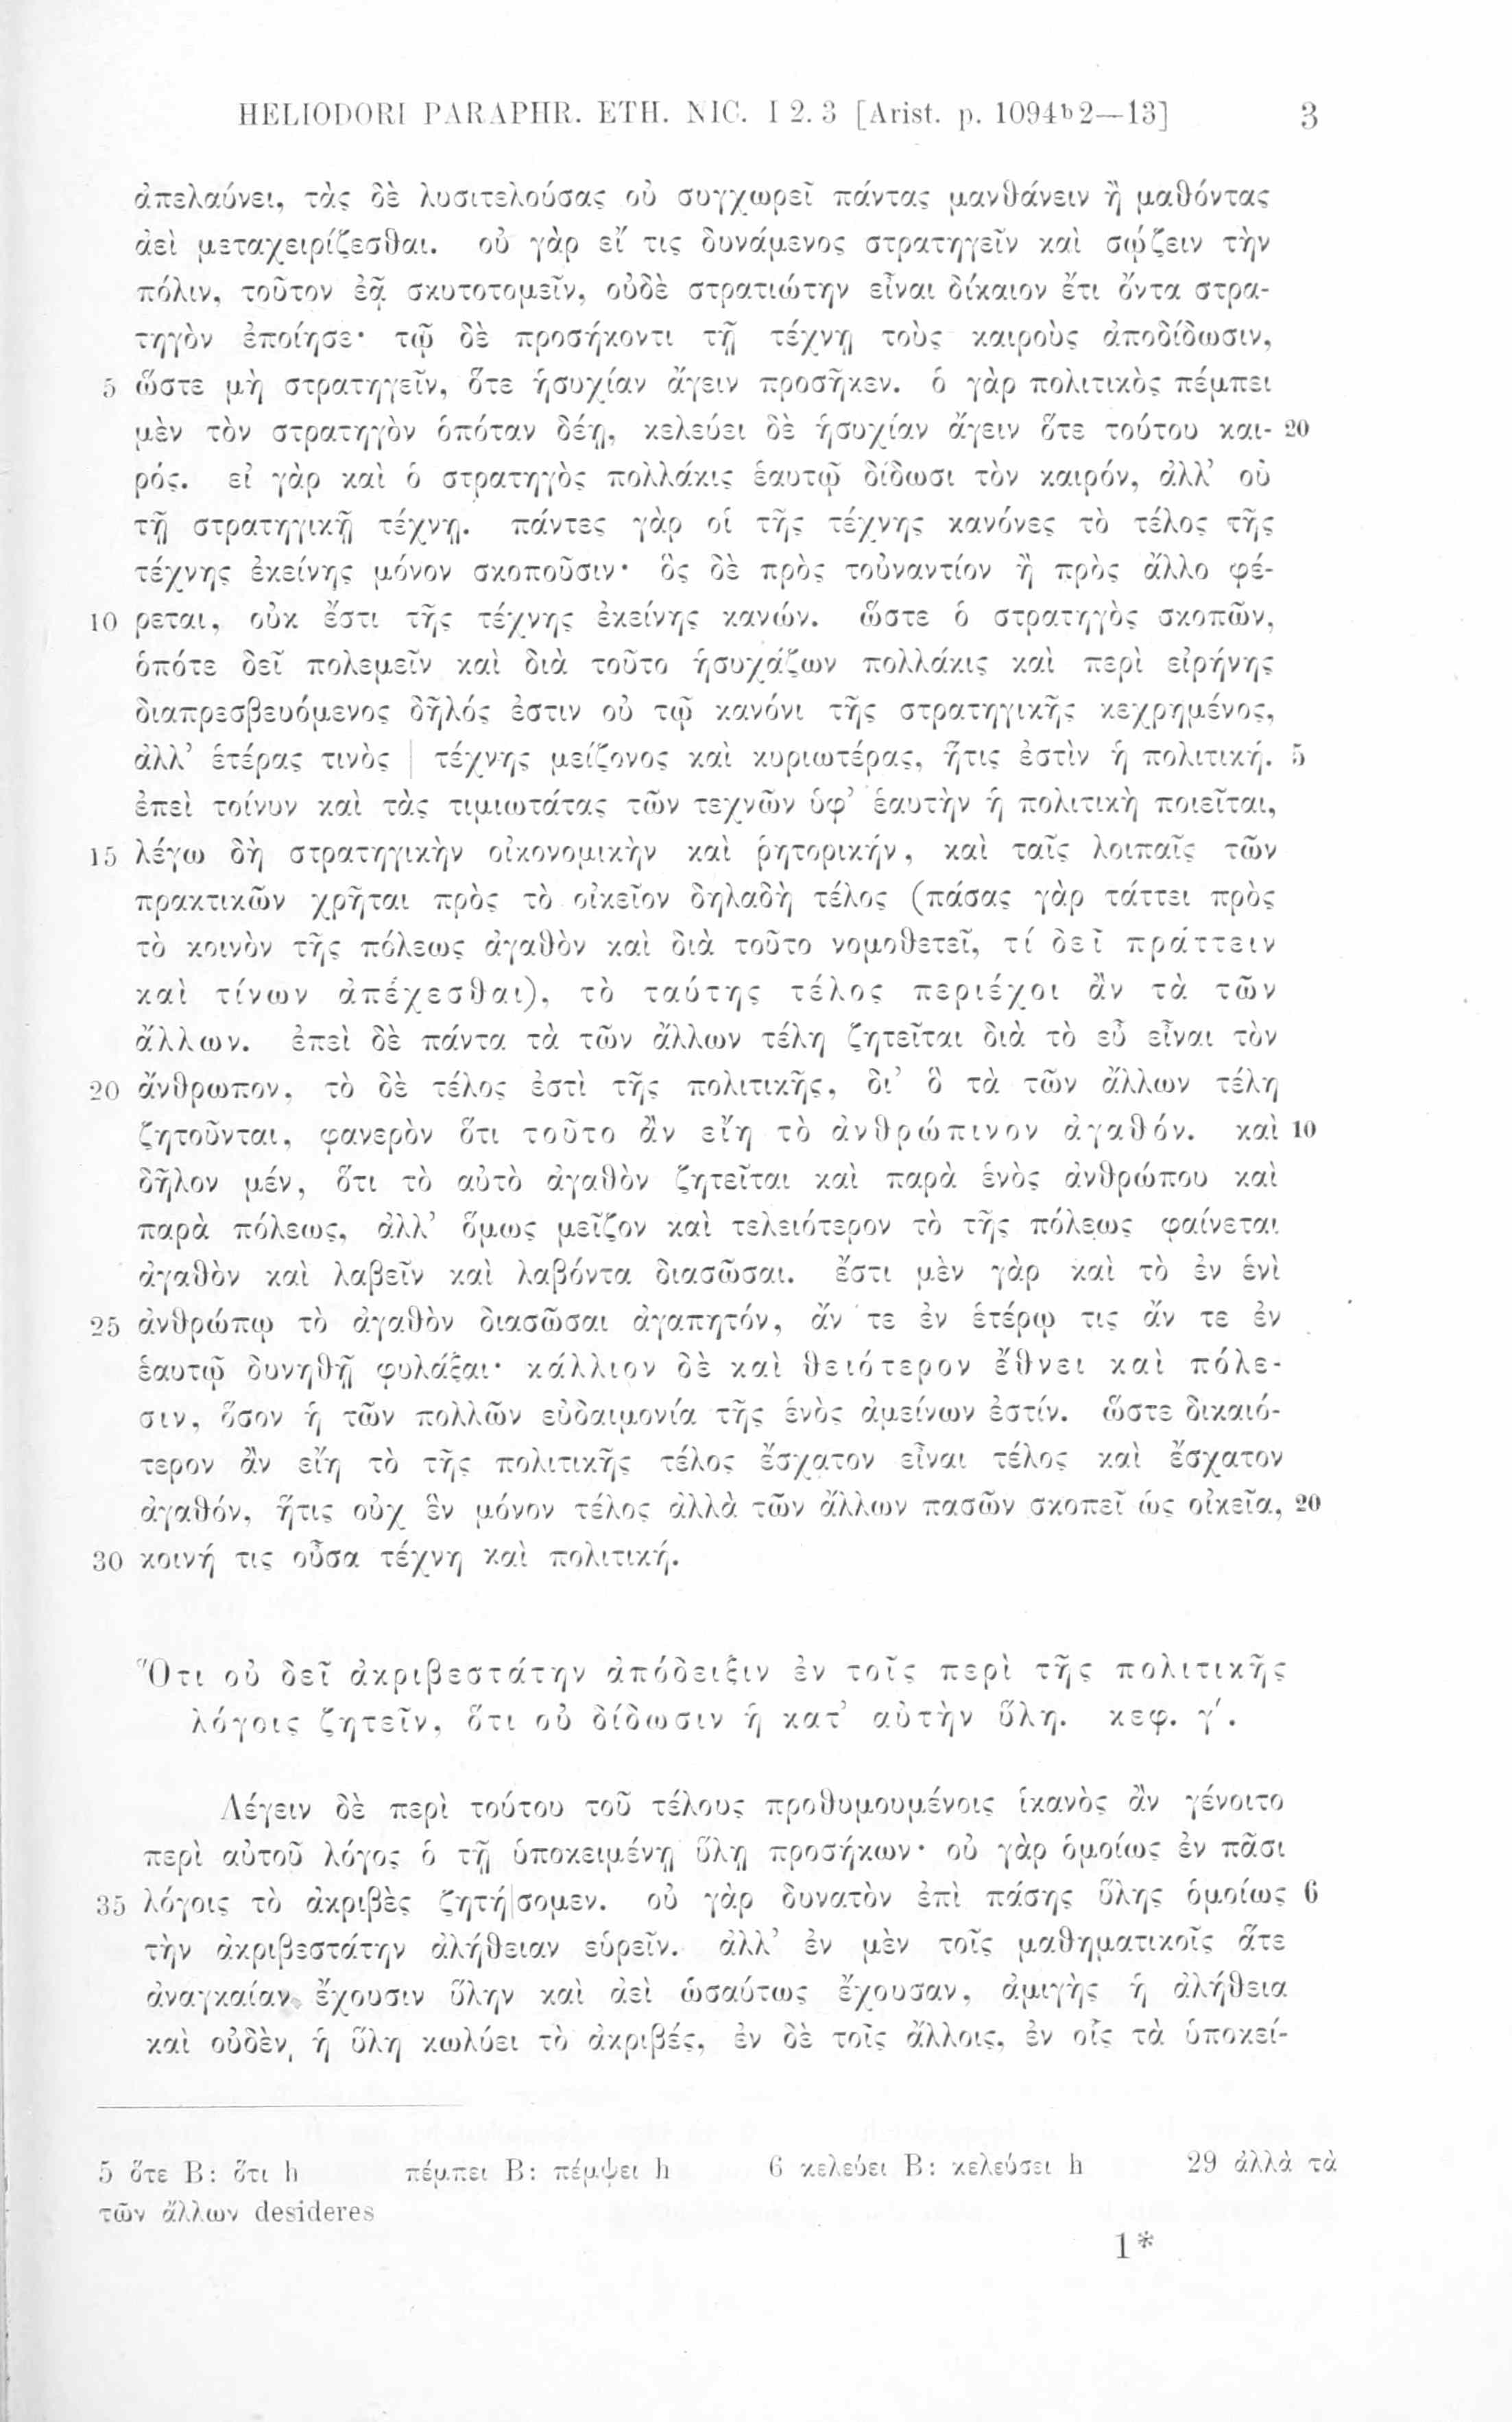 HELIODORI PARAPHR. ETH. NIC. I 2. 3 [Arist. p. 1094ᵇ2—13] 3
ἀπελαύνει, τὰς δὲ λυσιτελούσας οὐ συγχωρεῖ πάντας μανθάνειν ἢ μαθόντας
ἀεὶ μεταχειρίζεσθαι. οὐ γὰρ εἴ τις δυνάμενος στρατηγεῖν καὶ σῴζειν τὴν
πόλιν, τοῦτον ἐᾷ σκυτοτομεῖν, οὐδὲ στρατιώτην εἶναι δίκαιον ἔτι ὄντα στρα-
τηγὸν ἐποίησε· τῷ δὲ προσήκοντι τῇ τέχνῃ τοὺς καιροὺς ἀποδίδωσιν,
5 ὥστε μὴ στρατηγεῖν, ὅτε ἡσυχίαν ἄγειν προσῆκεν. ὁ γὰρ πολιτικὸς πέμπει
μὲν τὸν στρατηγὸν ὁπόταν δέῃ, κελεύει δὲ ἡσυχίαν ἄγειν ὅτε τούτου και- 20
ρός. εἰ γὰρ καὶ ὁ στρατηγὸς πολλάκις ἑαυτῷ δίδωσι τὸν καιρόν, ἀλλ’ οὐ
τῇ στρατηγικῇ τέχνῃ. πάντες γὰρ οἱ τῆς τέχνης κανόνες τὸ τέλος τῆς
τέχνης ἐκείνης μόνον σκοποῦσιν· ὃς δὲ πρὸς τοὐναντίον ἢ πρὸς ἄλλο φέ-
10 ρεται, οὐκ ἔστι τῆς τέχνης ἐκείνης κανών. ὥστε ὁ στρατηγὸς σκοπῶν,
ὁπότε δεῖ πολεμεῖν καὶ διὰ τοῦτο ἡσυχάζων πολλάκις καὶ περὶ εἰρήνης
διαπρεσβευόμενος δῆλός ἐστιν οὐ τῷ κανόνι τῆς στρατηγικῆς κεχρημένος,
ἀλλ’ ἑτέρας τινὸς | τέχνης μείζονος καὶ κυριωτέρας, ἥτις ἐστὶν ἡ πολιτική. 5
ἐπεὶ τοίνυν καὶ τὰς τιμιωτάτας τῶν τεχνῶν ὑφ’ ἑαυτὴν ἡ πολιτικὴ ποιεῖται,
15 λέγω δὴ στρατηγικὴν οἰκονομικὴν καὶ ῥητορικήν, καὶ ταῖς λοιπαῖς τῶν
πρακτικῶν χρῆται πρὸς τὸ οἰκεῖον δηλαδὴ τέλος (πάσας γὰρ τάττει πρὸς
τὸ κοινὸν τῆς πόλεως ἀγαθὸν καὶ διὰ τοῦτο νομοθετεῖ, τί δεῖ πράττειν
καὶ τίνων ἀπέχεσθαι), τὸ ταύτης τέλος περιέχοι ἂν τὰ τῶν
ἄλλων. ἐπεὶ δὲ πάντα τὰ τῶν ἄλλων τέλη ζητεῖται διὰ τὸ εὖ εἶναι τὸν
20 ἄνθρωπον, τὸ δὲ τέλος ἐστὶ τῆς πολιτικῆς, δι’ ὃ τὰ τῶν ἄλλων τέλη
ζητοῦνται, φανερὸν ὅτι τοῦτο ἂν εἴη τὸ ἀνθρώπινον ἀγαθόν. καὶ 10
δῆλον μέν, ὅτι τὸ αὐτὸ ἀγαθὸν ζητεῖται καὶ παρὰ ἑνὸς ἀνθρώπου καὶ
παρὰ πόλεως, ἀλλ’ ὅμως μεῖζον καὶ τελειότερον τὸ τῆς πόλεως φαίνεται
ἀγαθὸν καὶ λαβεῖν καὶ λαβόντα διασῶσαι. ἔστι μὲν γὰρ καὶ τὸ ἐν ἑνὶ
25 ἀνθρώπῳ τὸ ἀγαθὸν διασῶσαι ἀγαπητόν, ἄν τε ἐν ἑτέρῳ τις ἄν τε ἐν
ἑαυτῷ δυνηθῇ φυλάξαι· κάλλιον δὲ καὶ θειότερον ἔθνει καὶ πόλε-
σιν, ὅσον ἡ τῶν πολλῶν εὐδαιμονία τῆς ἑνὸς ἀμείνων ἐστίν. ὥστε δικαιό-
τερον ἂν εἴη τὸ τῆς πολιτικῆς τέλος ἔσχατον εἶναι τέλος καὶ ἔσχατον
ἀγαθόν, ἥτις οὐχ ἓν μόνον τέλος ἀλλὰ τῶν ἄλλων πασῶν σκοπεῖ ὡς οἰκεῖα, 20
30 κοινή τις οὖσα τέχνη καὶ πολιτική.
Ὅτι οὐ δεῖ ἀκριβεστάτην ἀπόδειξιν ἐν τοῖς περὶ τῆς πολιτικῆς
λόγοις ζητεῖν, ὅτι οὐ δίδωσιν ἡ κατ’ αὐτὴν ὕλη. κεφ. γ΄.
Λέγειν δὲ περὶ τούτου τοῦ τέλους προθυμουμένοις ἱκανὸς ἂν γένοιτο
περὶ αὐτοῦ λόγος ὁ τῇ ὑποκειμένῃ ὕλῃ προσήκων· οὐ γὰρ ὁμοίως ἐν πᾶσι
35 λόγοις τὸ ἀκριβὲς ζητή|σομεν. οὐ γὰρ δυνατὸν ἐπὶ πάσης ὕλης ὁμοίως 6
τὴν ἀκριβεστάτην ἀλήθειαν εὑρεῖν. ἀλλ’ ἐν μὲν τοῖς μαθηματικοῖς ἅτε
ἀναγκαίαν ἔχουσιν ὕλην καὶ ἀεὶ ὡσαύτως ἔχουσαν, ἀμιγὴς ἡ ἀλήθεια
καὶ οὐδὲν ἡ ὕλη κωλύει τὸ ἀκριβές, ἐν δὲ τοῖς ἄλλοις, ἐν οἷς τὰ ὑποκεί-
5 ὅτε B: ὅτι h πέμπει B: πέμψει h 6 κελεύει B: κελεύσει h 29 ἀλλὰ τὰ
τῶν ἄλλων desideres
1*